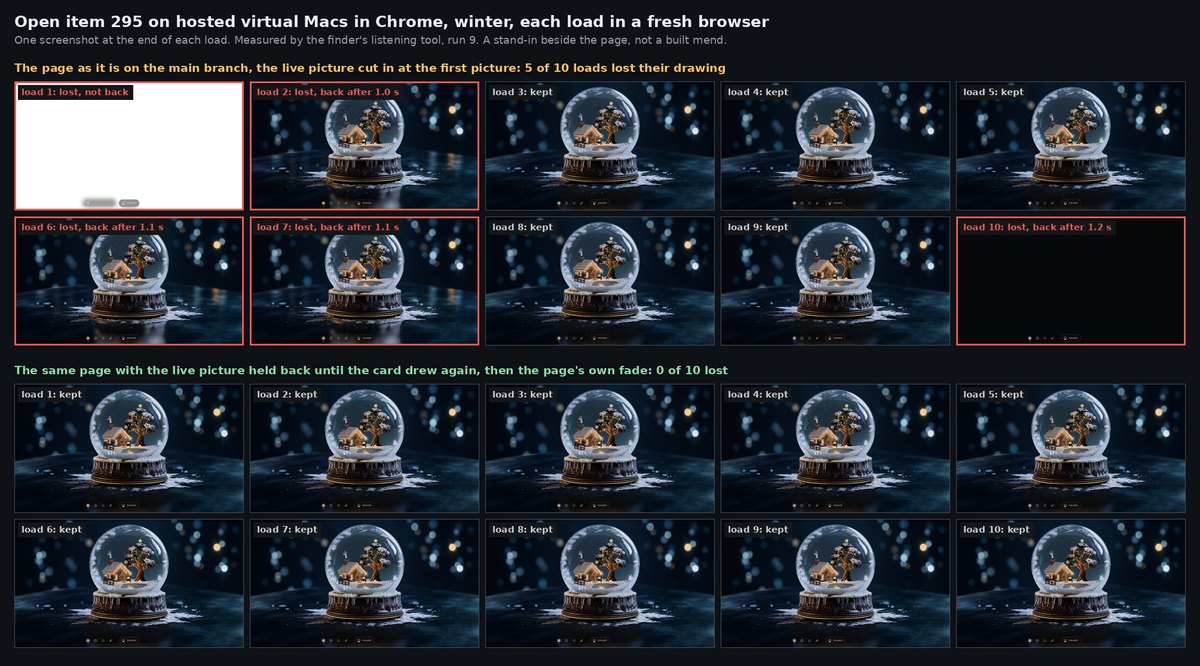 Open item 295 on hosted virtual Macs in Chrome, winter, each load in a fresh browser
One screenshot at the end of each load. Measured by the finder's listening tool, run 9. A stand-in beside the page, not a built mend.
The page as it is on the main branch, the live picture cut in at the first picture: 5 of 10 loads lost their drawing
load 1: lost, not back
load 2: lost, back after 1.0 s
load 3: kept
load 4: kept
load 5: kept
load 6: lost, back after 1.1 s
load 7: lost, back after 1.1 s
load 8: kept
load 9: kept
load 10: lost, back after 1.2 s
The same page with the live picture held back until the card drew again, then the page's own fade: 0 of 10 lost
load 1: kept
load 2: kept
load 3: kept
load 4: kept
load 5: kept
load 6: kept
load 7: kept
load 8: kept
load 9: kept
load 10: kept